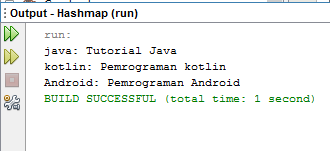 Output - Hashmap (run)
run:
java: Tutorial Java
kotlin: Pemrograman kotlin
Android: Pemrograman Android
BUILD SUCCESSFUL (total time: 1 second)